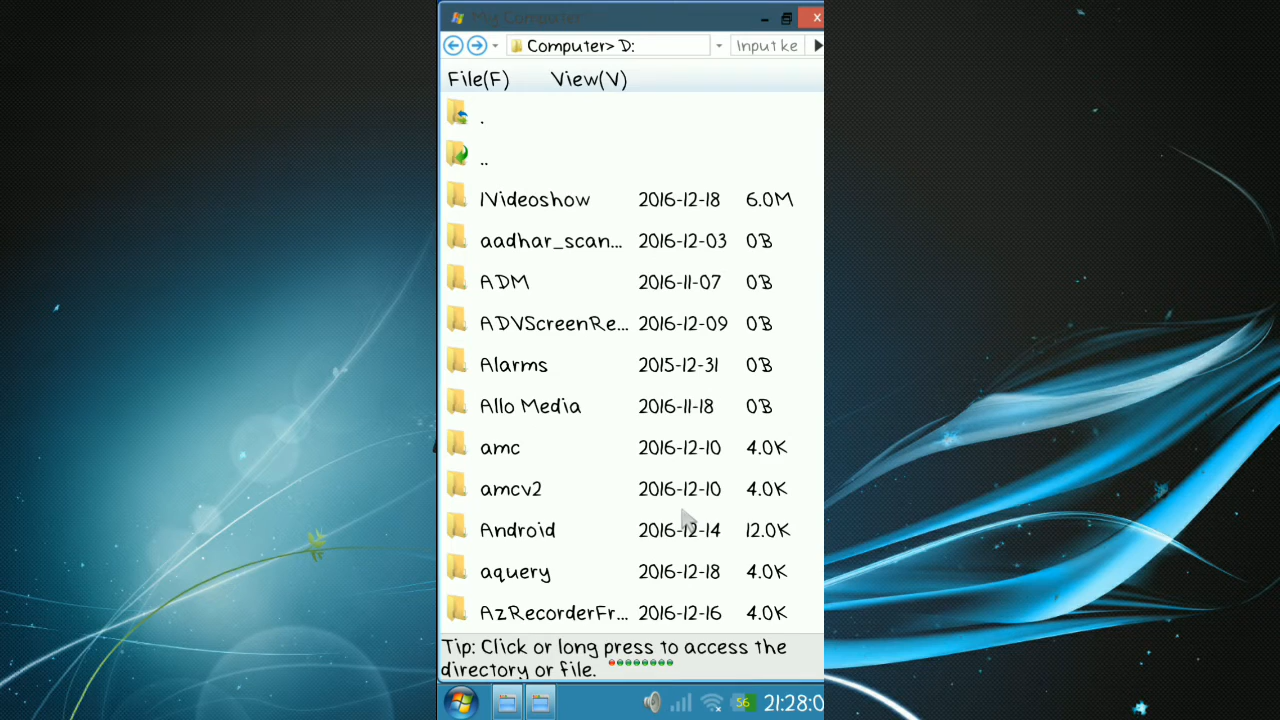 My Computer
Computer> D:
Input ke
File(F) View(V)
.
..
1Videoshow 2016-12-18 6.0M
aadhar_scan... 2016-12-03 0B
ADM 2016-11-07 0B
ADVScreenRe... 2016-12-09 0B
Alarms 2015-12-31 0B
Allo Media 2016-11-18 0B
amc 2016-12-10 4.0K
amcv2 2016-12-10 4.0K
Android 2016-12-14 12.0K
aquery 2016-12-18 4.0K
AzRecorderFr... 2016-12-16 4.0K
Tip: Click or long press to access the
directory or file.
56 21:28:0